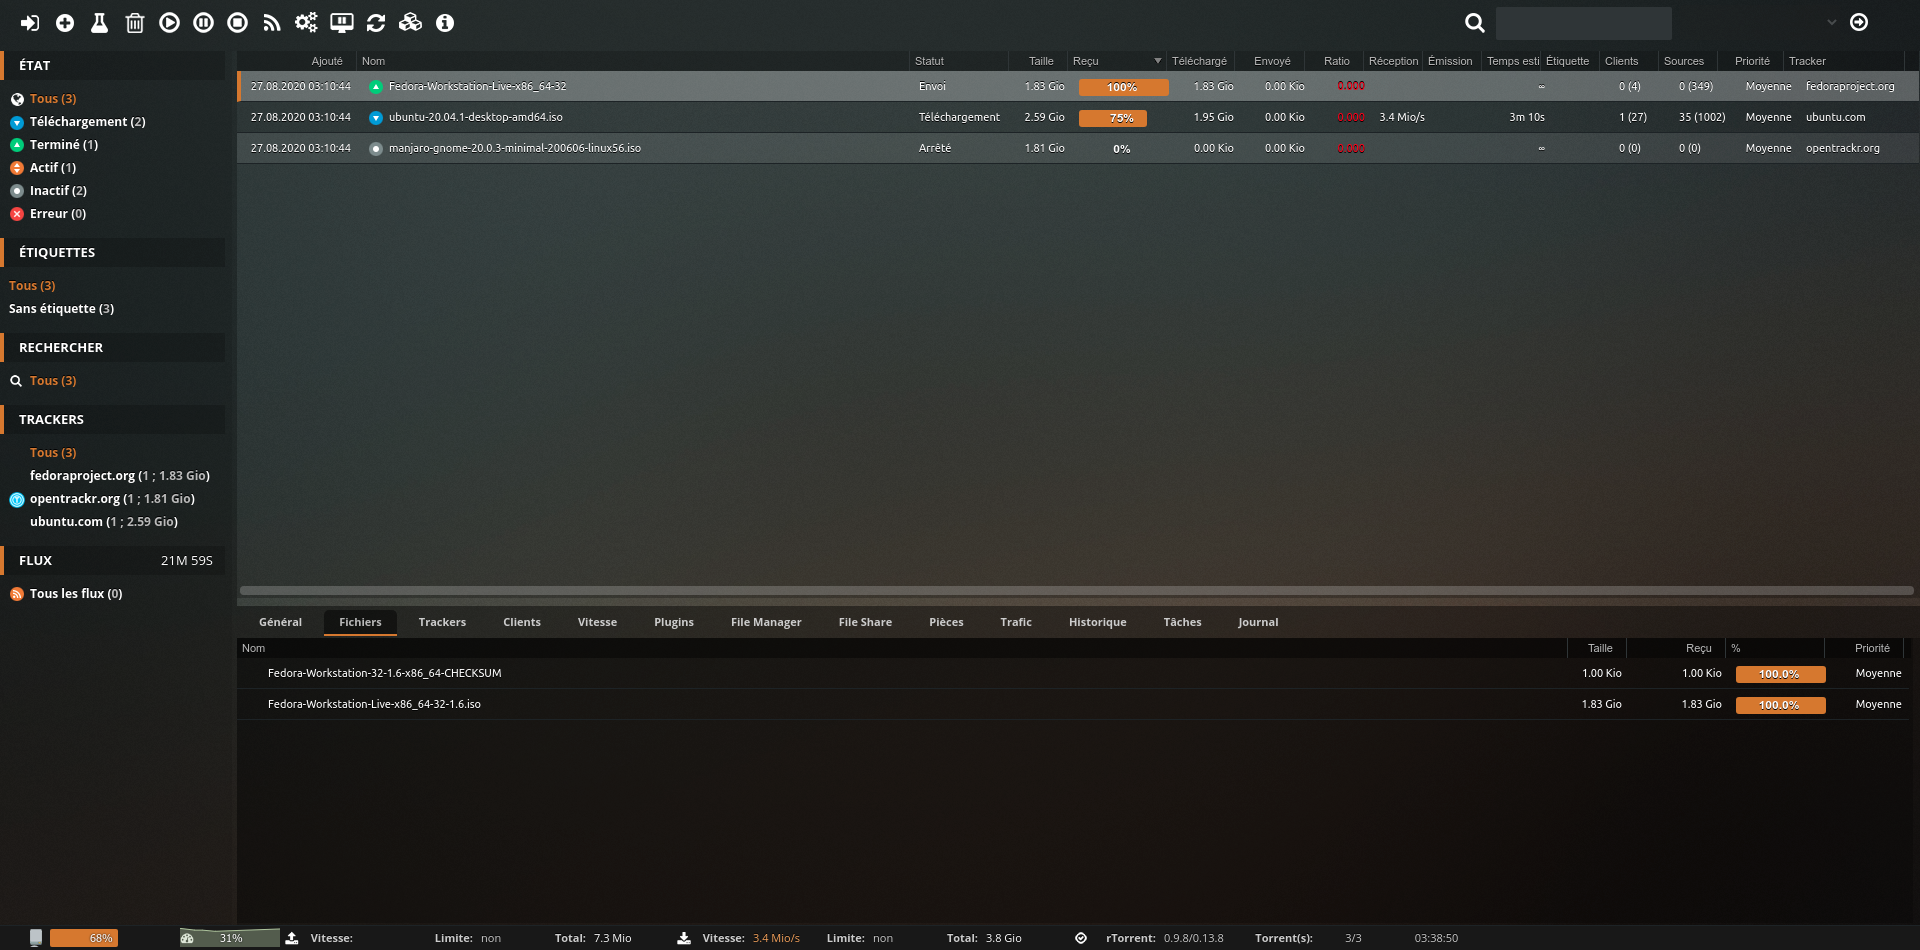 ÉTAT
Tous (3)
Téléchargement (2)
Terminé (1)
Actif (1)
Inactif (2)
Erreur (0)
ÉTIQUETTES
Tous (3)
Sans étiquette (3)
RECHERCHER
Tous (3)
TRACKERS
Tous (3)
fedoraproject.org (1 ; 1.83 Gio)
opentrackr.org (1 ; 1.81 Gio)
ubuntu.com (1 ; 2.59 Gio)
FLUX 21M 59S
Tous les flux (0)
Ajouté Nom Statut Taille Reçu Téléchargé Envoyé Ratio Réception Émission Temps esti Étiquette Clients Sources Priorité Tracker
27.08.2020 03:10:44 Fedora-Workstation-Live-x86_64-32 Envoi 1.83 Gio 100% 1.83 Gio 0.00 Kio 0.000 ∞ 0 (4) 0 (349) Moyenne fedoraproject.org
27.08.2020 03:10:44 ubuntu-20.04.1-desktop-amd64.iso Téléchargement 2.59 Gio 75% 1.95 Gio 0.00 Kio 0.000 3.4 Mio/s 3m 10s 1 (27) 35 (1002) Moyenne ubuntu.com
27.08.2020 03:10:44 manjaro-gnome-20.0.3-minimal-200606-linux56.iso Arrêté 1.81 Gio 0% 0.00 Kio 0.00 Kio 0.000 ∞ 0 (0) 0 (0) Moyenne opentrackr.org
Général Fichiers Trackers Clients Vitesse Plugins File Manager File Share Pièces Trafic Historique Tâches Journal
Nom Taille Reçu % Priorité
Fedora-Workstation-32-1.6-x86_64-CHECKSUM 1.00 Kio 1.00 Kio 100.0% Moyenne
Fedora-Workstation-Live-x86_64-32-1.6.iso 1.83 Gio 1.83 Gio 100.0% Moyenne
68% 31% Vitesse: Limite: non Total: 7.3 Mio Vitesse: 3.4 Mio/s Limite: non Total: 3.8 Gio rTorrent: 0.9.8/0.13.8 Torrent(s): 3/3 03:38:50